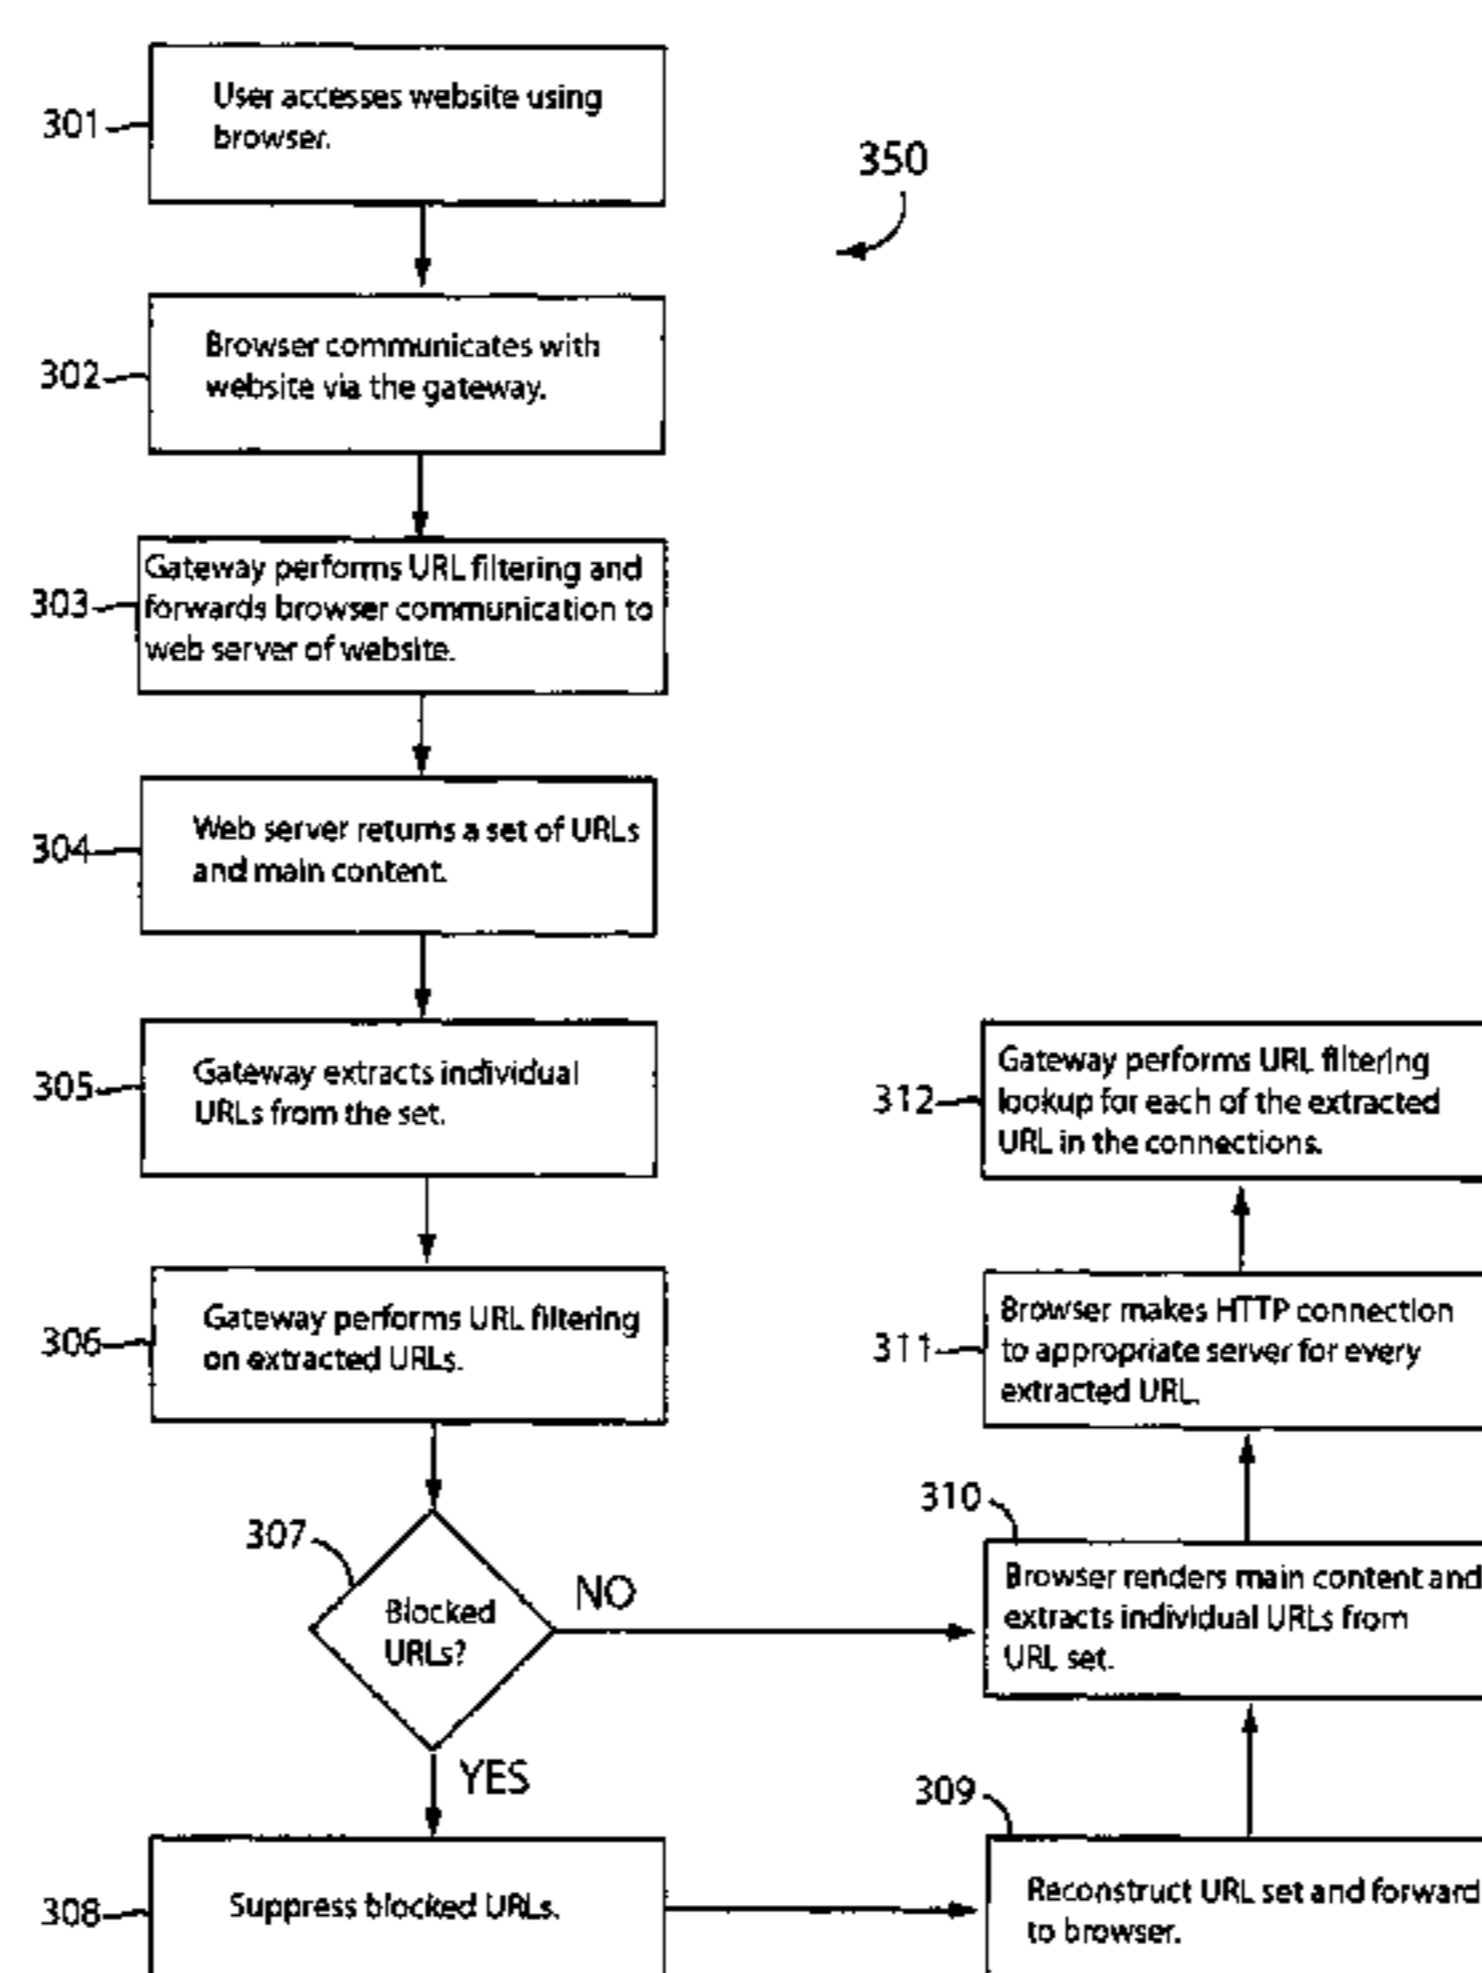 301
User accesses website using
browser.
350
302
Browser communicates with
website via the gateway.
303
Gateway performs URL filtering and
forwards browser communication to
web server of website.
304
Web server returns a set of URLs
and main content.
305
Gateway extracts individual
URLs from the set.
306
Gateway performs URL filtering
on extracted URLs.
307
Blocked
URLs?
NO
YES
308
Suppress blocked URLs.
309
Reconstruct URL set and forward
to browser.
310
Browser renders main content and
extracts individual URLs from
URL set.
311
Browser makes HTTP connection
to appropriate server for every
extracted URL.
312
Gateway performs URL filtering
lookup for each of the extracted
URL in the connections.